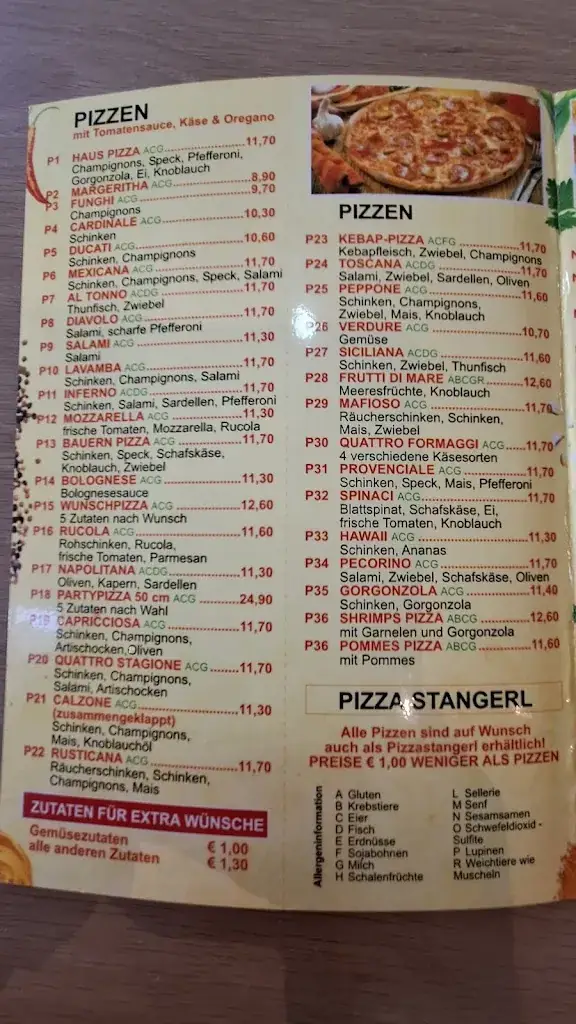 PIZZEN
mit Tomatensauce, Käse & Oregano
P1 HAUS PIZZA ACG 11,70
Champignons, Speck, Pfefferoni,
Gorgonzola, Ei, Knoblauch
P2 MARGERITHA ACG 8,90
P3 FUNGHI ACG 9,70
Champignons
P4 CARDINALE ACG 10,30
Schinken
P5 DUCATI ACG 10,60
Schinken, Champignons
P6 MEXICANA ACG 11,70
Schinken, Champignons, Speck, Salami
P7 AL TONNO ACDG 11,70
Thunfisch, Zwiebel
P8 DIAVOLO ACG 11,70
Salami, scharfe Pfefferoni
P9 SALAMI ACG 11,30
Salami
P10 LAVAMBA ACG 11,70
Schinken, Champignons, Salami
P11 INFERNO ACDG 11,70
Schinken, Salami, Sardellen, Pfefferoni
P12 MOZZARELLA ACG 11,30
frische Tomaten, Mozzarella, Rucola
P13 BAUERN PIZZA ACG 11,70
Schinken, Speck, Schafskäse,
Knoblauch, Zwiebel
P14 BOLOGNESE ACG 11,30
Bolognesesauce
P15 WUNSCHPIZZA ACG 12,60
5 Zutaten nach Wunsch
P16 RUCOLA ACG 11,60
Rohschinken, Rucola,
frische Tomaten, Parmesan
P17 NAPOLITANA ACDG 11,30
Oliven, Kapern, Sardellen
P18 PARTYPIZZA 50 cm ACG 24,90
5 Zutaten nach Wahl
P19 CAPRICCIOSA ACG 11,70
Schinken, Champignons,
Artischocken,Oliven
P20 QUATTRO STAGIONE ACG 11,70
Schinken, Champignons,
Salami, Artischocken
P21 CALZONE ACG 11,30
(zusammengeklappt)
Schinken, Champignons,
Mais, Knoblauchöl
P22 RUSTICANA ACG 11,70
Räucherschinken, Schinken,
Champignons, Mais
ZUTATEN FÜR EXTRA WÜNSCHE
Gemüsezutaten € 1,00
alle anderen Zutaten € 1,30
PIZZEN
P23 KEBAP-PIZZA ACFG 11,70
Kebapfleisch, Zwiebel, Champignons
P24 TOSCANA ACDG 11,70
Salami, Zwiebel, Sardellen, Oliven
P25 PEPPONE ACG 11,60
Schinken, Champignons,
Zwiebel, Mais, Knoblauch
P26 VERDURE ACG 10,70
Gemüse
P27 SICILIANA ACDG 11,60
Schinken, Zwiebel, Thunfisch
P28 FRUTTI DI MARE ABCGR 12,60
Meeresfrüchte, Knoblauch
P29 MAFIOSO ACG 11,70
Räucherschinken, Schinken,
Mais, Zwiebel
P30 QUATTRO FORMAGGI ACG 11,70
4 verschiedene Käsesorten
P31 PROVENCIALE ACG 11,70
Schinken, Speck, Mais, Pfefferoni
P32 SPINACI ACG 11,70
Blattspinat, Schafskäse, Ei,
frische Tomaten, Knoblauch
P33 HAWAII ACG 11,30
Schinken, Ananas
P34 PECORINO ACG 11,70
Salami, Zwiebel, Schafskäse, Oliven
P35 GORGONZOLA ACG 11,40
Schinken, Gorgonzola
P36 SHRIMPS PIZZA ABCG 12,60
mit Garnelen und Gorgonzola
P36 POMMES PIZZA ABCG 11,60
mit Pommes
PIZZA STANGERL
Alle Pizzen sind auf Wunsch
auch als Pizzastangerl erhältlich!
PREISE € 1,00 WENIGER ALS PIZZEN
Allergeninformation
A Gluten
B Krebstiere
C Eier
D Fisch
E Erdnüsse
F Sojabohnen
G Milch
H Schalenfrüchte
L Sellerie
M Senf
N Sesamsamen
O Schwefeldioxid -
Sulfite
P Lupinen
R Weichtiere wie
Muscheln